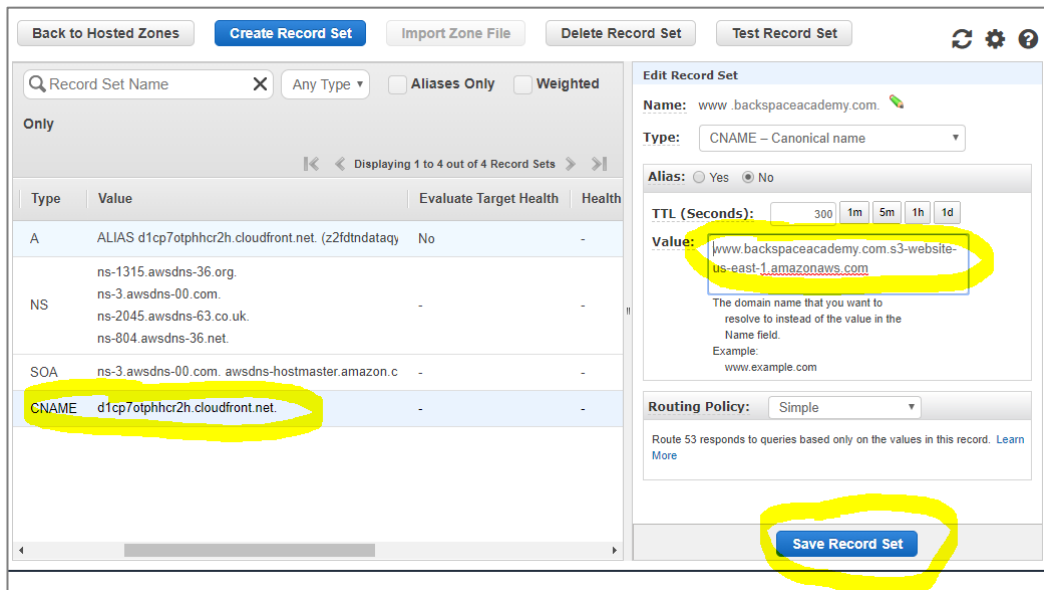 Back to Hosted Zones Create Record Set Import Zone File Delete Record Set Test Record Set
Record Set Name Any Type Aliases Only Weighted
Only
Displaying 1 to 4 out of 4 Record Sets
Type Value Evaluate Target Health Health
A ALIAS d1cp7otphhcr2h.cloudfront.net. (z2fdtndataqy No -
ns-1315.awsdns-36.org.
ns-3.awsdns-00.com.
NS - -
ns-2045.awsdns-63.co.uk.
ns-804.awsdns-36.net.
SOA ns-3.awsdns-00.com. awsdns-hostmaster.amazon.c - -
CNAME d1cp7otphhcr2h.cloudfront.net. - -
Edit Record Set
Name: www .backspaceacademy.com.
Type: CNAME – Canonical name
Alias: Yes No
TTL (Seconds): 300 1m 5m 1h 1d
Value: www.backspaceacademy.com.s3-website-
us-east-1.amazonaws.com
The domain name that you want to
resolve to instead of the value in the
Name field.
Example:
www.example.com
Routing Policy: Simple
Route 53 responds to queries based only on the values in this record. Learn
More
Save Record Set